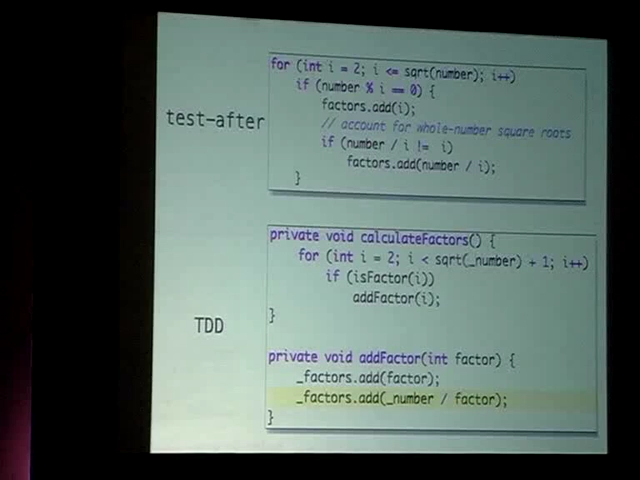 test-after
for (int i = 2; i <= sqrt(number); i++)
if (number % i == 0) {
factors.add(i);
// account for whole-number square roots
if (number / i != i)
factors.add(number / i);
}
TDD
private void calculateFactors() {
for (int i = 2; i < sqrt(_number) + 1; i++)
if (isFactor(i))
addFactor(i);
}
private void addFactor(int factor) {
_factors.add(factor);
_factors.add(_number / factor);
}